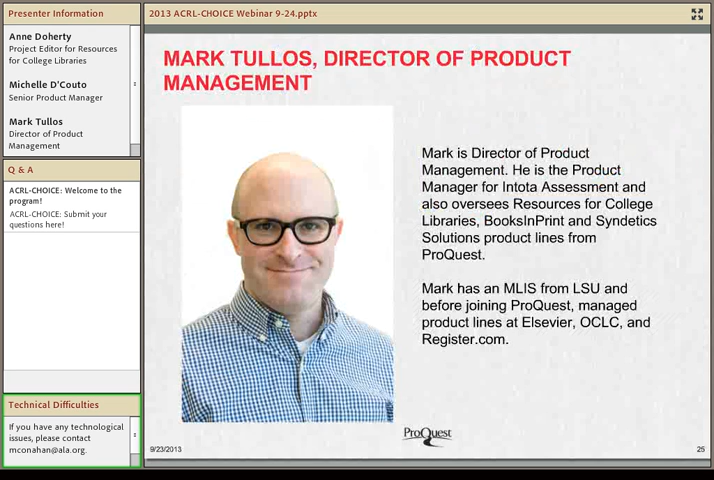 Presenter Information
Anne Doherty
Project Editor for Resources
for College Libraries
Michelle D'Couto
Senior Product Manager
Mark Tullos
Director of Product
Management
Q & A
ACRL-CHOICE: Welcome to the
program!
ACRL-CHOICE: Submit your
questions here!
Technical Difficulties
If you have any technological
issues, please contact
mconahan@ala.org.
2013 ACRL-CHOICE Webinar 9-24.pptx
MARK TULLOS, DIRECTOR OF PRODUCT
MANAGEMENT
Mark is Director of Product
Management. He is the Product
Manager for Intota Assessment and
also oversees Resources for College
Libraries, BooksInPrint and Syndetics
Solutions product lines from
ProQuest.
Mark has an MLIS from LSU and
before joining ProQuest, managed
product lines at Elsevier, OCLC, and
Register.com.
ProQuest
9/23/2013
25